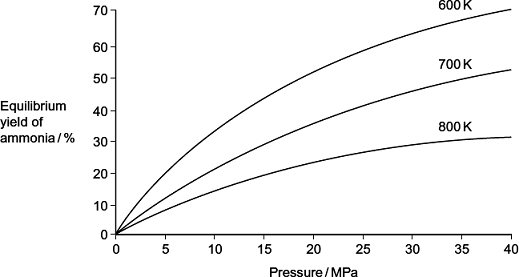 70
60
50
40
30
20
10
0
Equilibrium
yield of
ammonia / %
600 K
700 K
800 K
0 5 10 15 20 25 30 35 40
Pressure / MPa